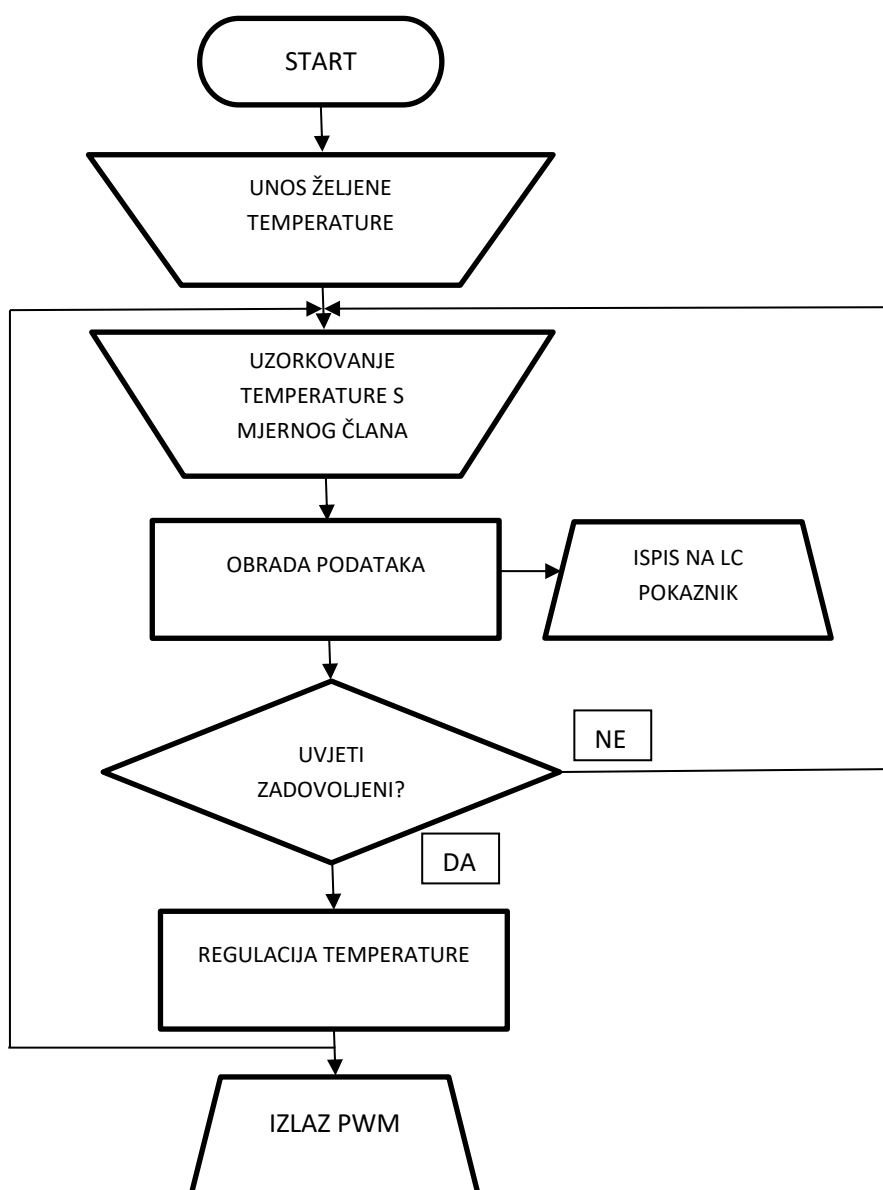 START
UNOS ŽELJENE
TEMPERATURE
UZORKOVANJE
TEMPERATURE S
MJERNOG ČLANA
OBRADA PODATAKA
ISPIS NA LC
POKAZNIK
UVJETI
ZADOVOLJENI?
NE
DA
REGULACIJA TEMPERATURE
IZLAZ PWM